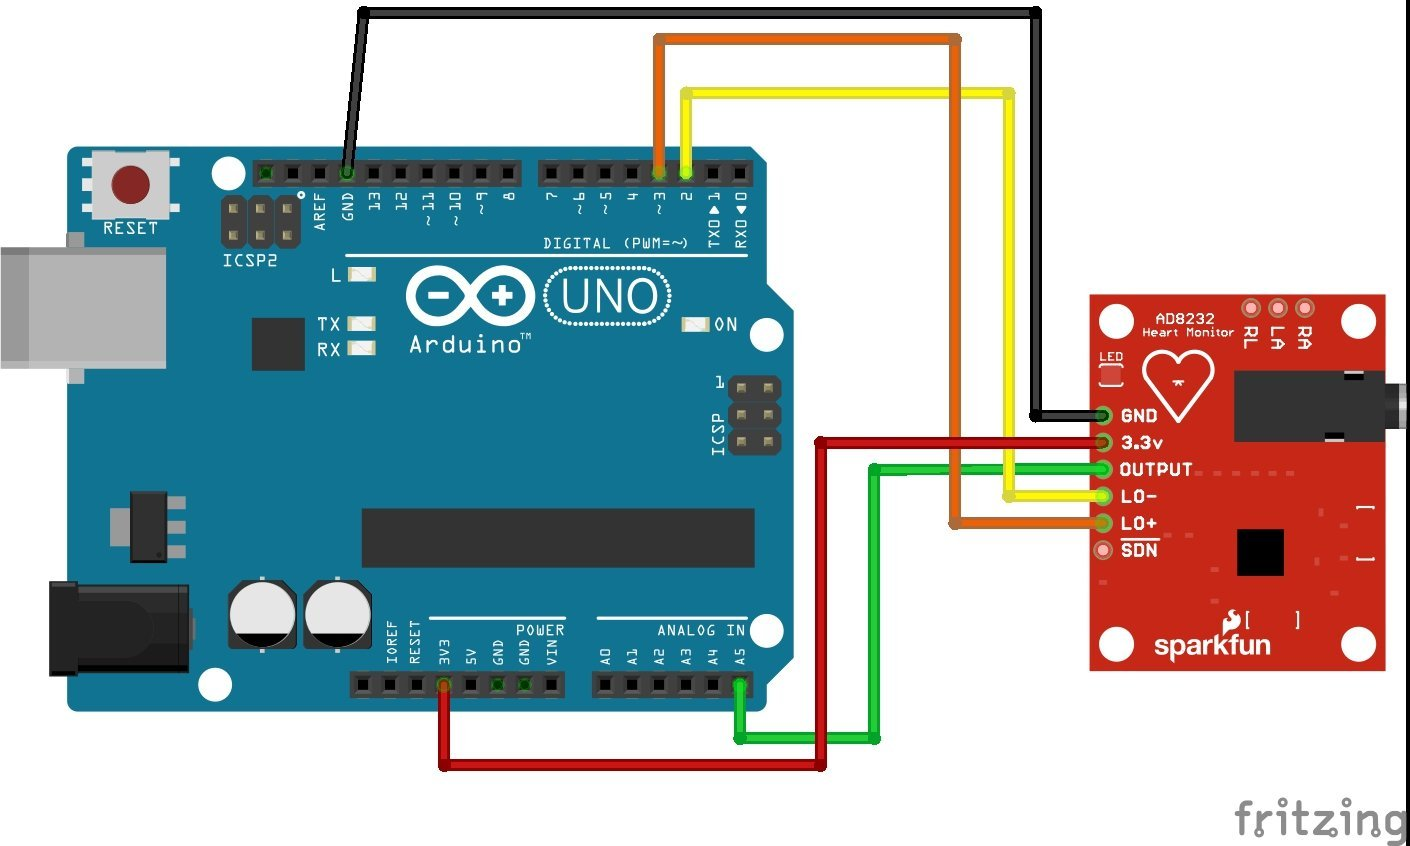 RESET
ICSP2
AREF
GND
13
12
~11
~10
~9
8
7
~6
~5
4
~3
2
TX0▶1
RX0◀0
DIGITAL (PWM=~)
L
TX
RX
UNO
Arduino™
ON
1
ICSP
IOREF
RESET
3V3
5V
GND
GND
VIN
POWER
A0
A1
A2
A3
A4
A5
ANALOG IN
AD8232
Heart Monitor
RL
LA
RA
LED
GND
3.3v
OUTPUT
LO-
LO+
SDN
sparkfun
fritzing